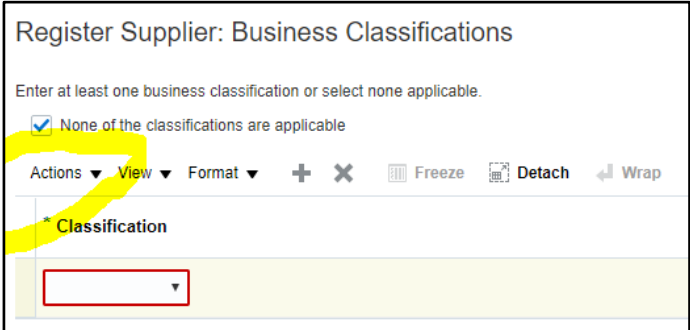 Register Supplier: Business Classifications
Enter at least one business classification or select none applicable.
None of the classifications are applicable
Actions View Format Freeze Detach Wrap
* Classification